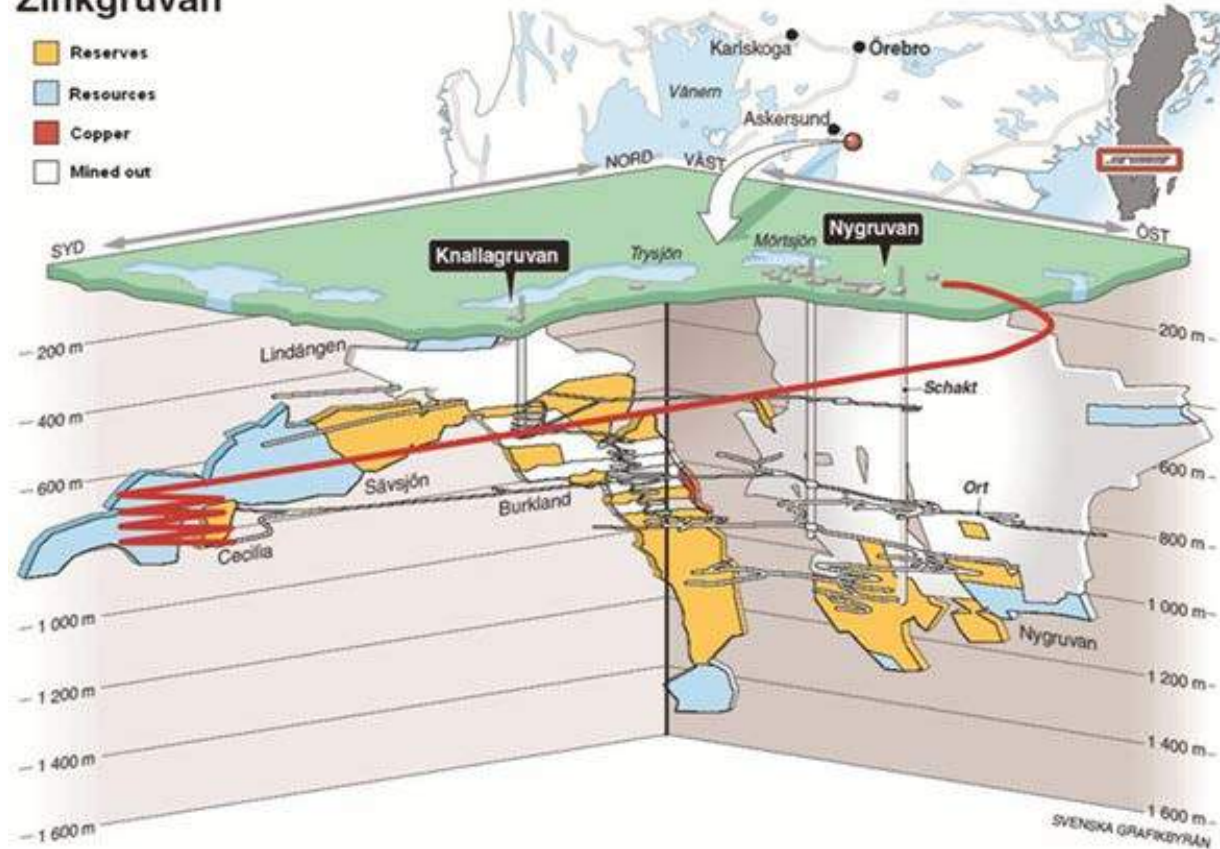 Zinkgruvan
Reserves
Resources
Copper
Mined out
Karlskoga
Örebro
Vänern
Askersund
NORD
VÄST
SYD
ÖST
Knallagruvan
Trysjön
Mörtsjön
Nygruvan
Lindängen
Schakt
Sävsjön
Burkland
Ort
Cecilia
Nygruvan
200 m
400 m
600 m
1 000 m
1 200 m
1 400 m
1 600 m
200 m
600 m
800 m
1 000 m
1 200 m
1 400 m
1 600 m
SVENSKA GRAFIKBYRÅN